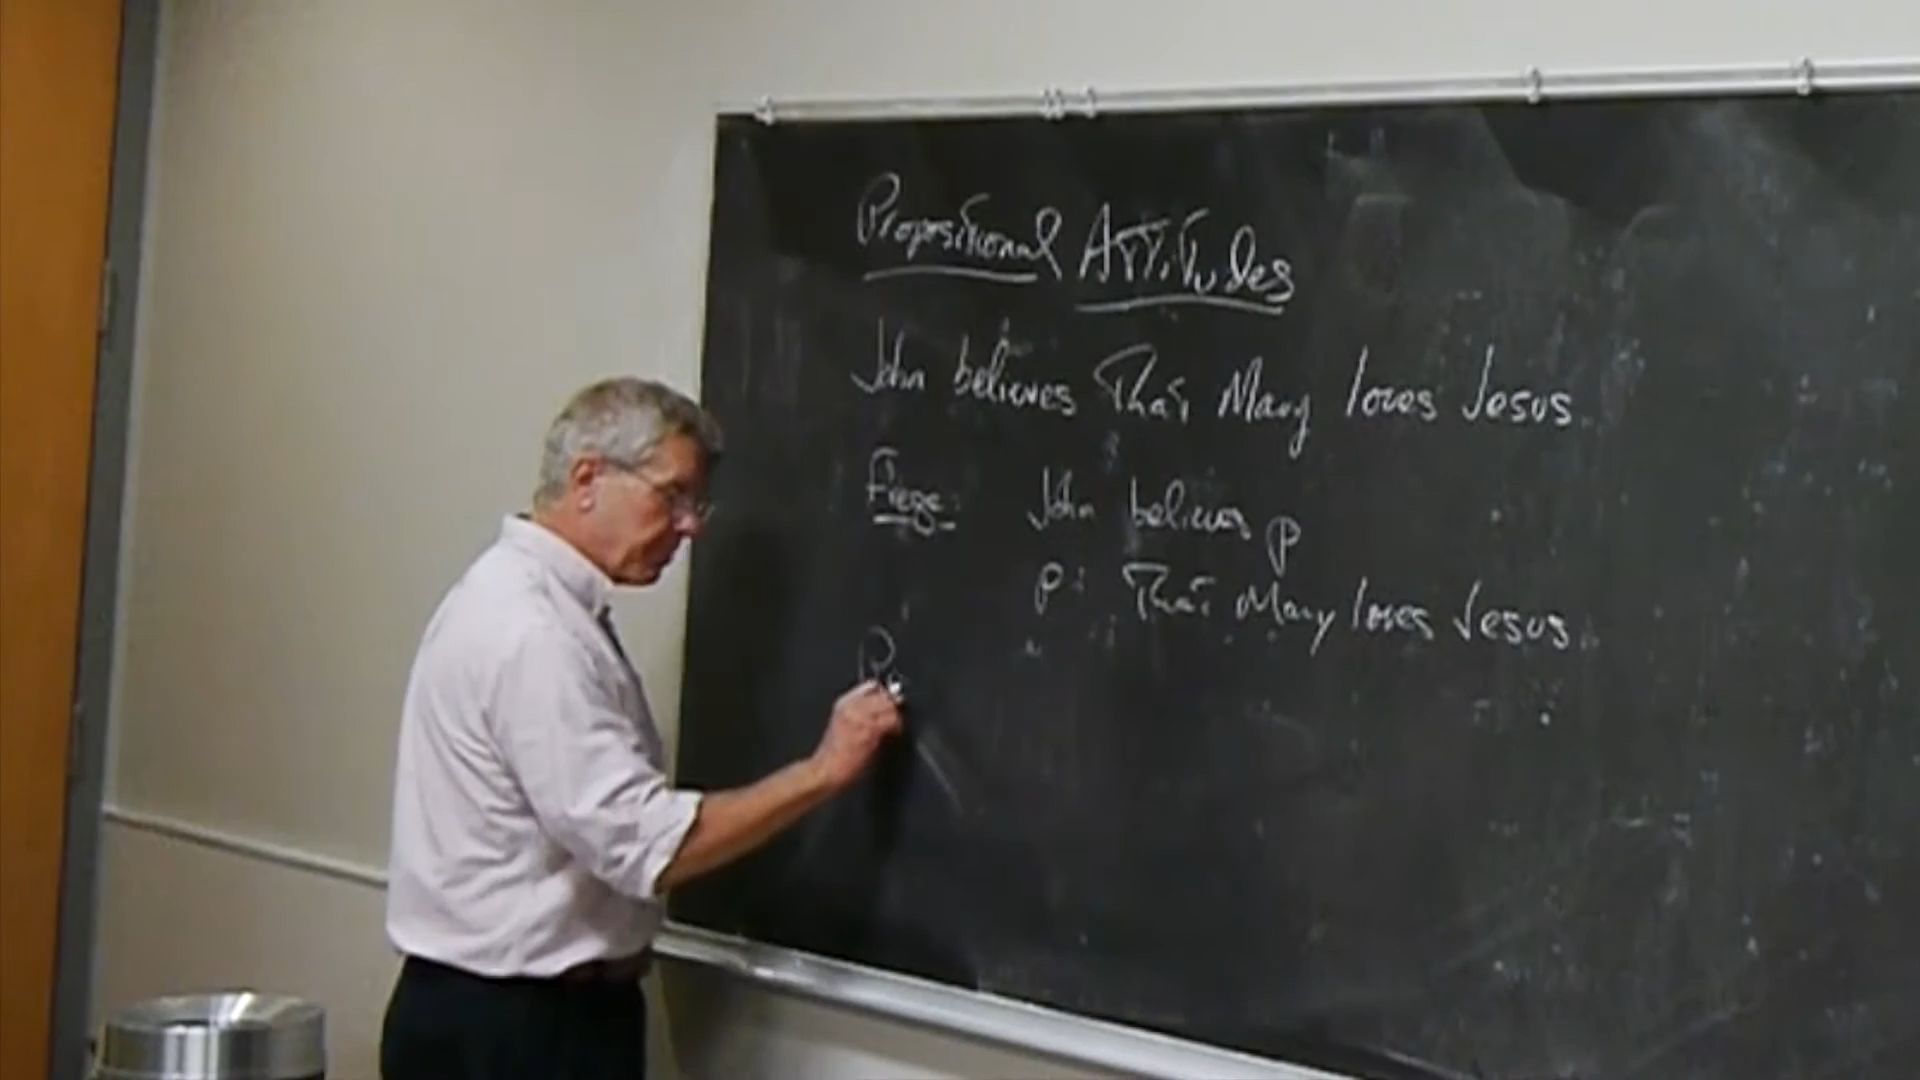 Propositional Attitudes
John believes That Mary loves Jesus.
Frege: John believes p
p: That Mary loves Jesus.